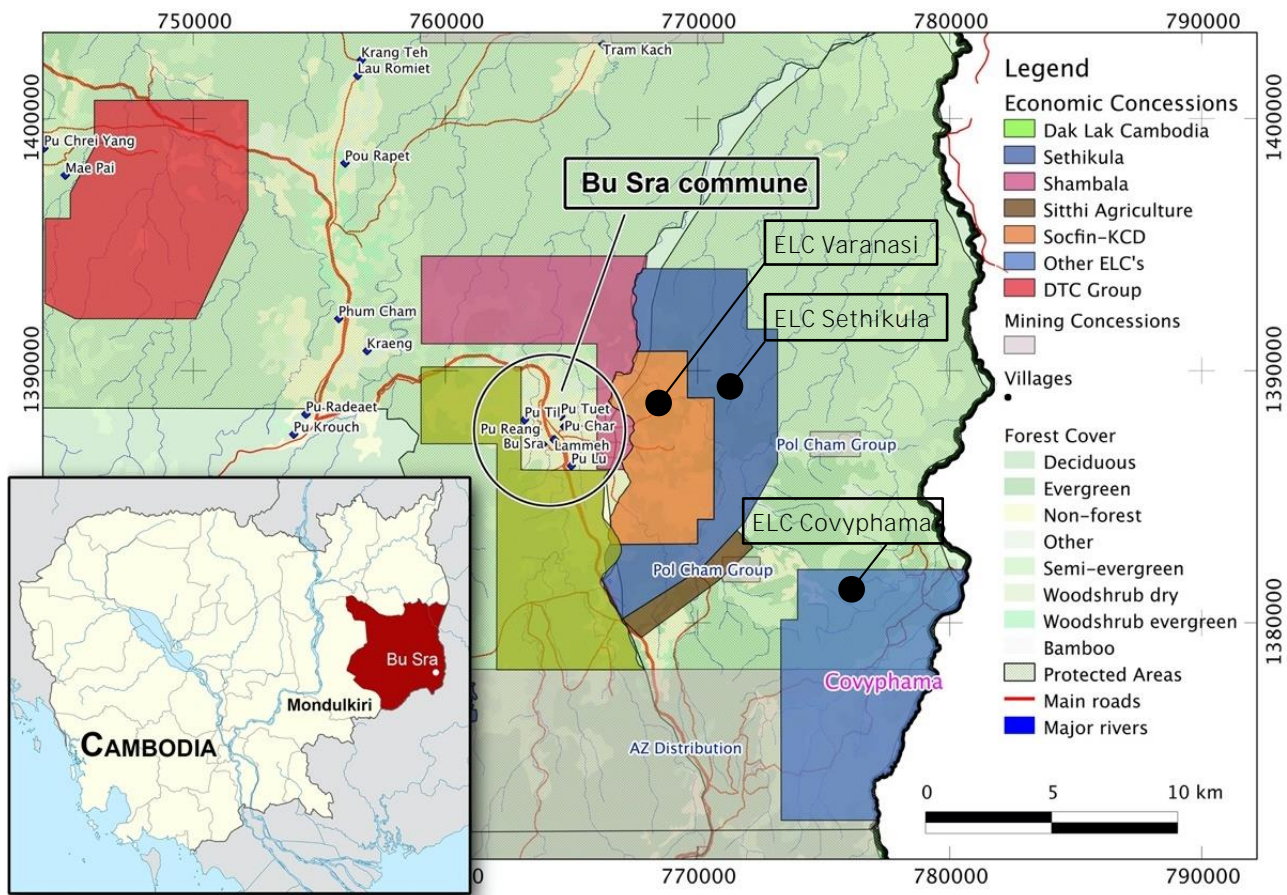 750000
760000
770000
780000
790000
1400000
1390000
1380000
1400000
1390000
1380000
770000
780000
790000
Krang Teh
Lau Romiet
Tram Kach
Pu Chrei Yang
Mae Pai
Pou Rapet
Bu Sra commune
ELC Varanasi
ELC Sethikula
Phum Cham
Kraeng
Pu Radeaet
Pu Krouch
Pu Til
Pu Tuet
Pu Reang
Pu Char
Bu Sra
Lammeh
Pu Lu
Pol Cham Group
ELC Covyphama
Pol Cham Group
Covyphama
AZ Distribution
Legend
Economic Concessions
Dak Lak Cambodia
Sethikula
Shambala
Sitthi Agriculture
Socfin-KCD
Other ELC's
DTC Group
Mining Concessions
Villages
Forest Cover
Deciduous
Evergreen
Non-forest
Other
Semi-evergreen
Woodshrub dry
Woodshrub evergreen
Bamboo
Protected Areas
Main roads
Major rivers
0 5 10 km
Bu Sra
Mondulkiri
CAMBODIA